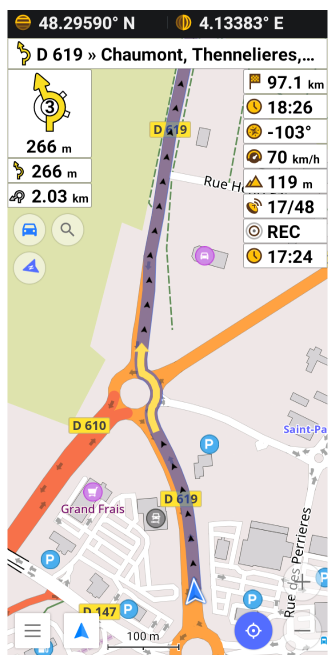 48.29590° N 4.13383° E
D 619 » Chaumont, Thennelieres,...
3
266 m
266 m
2.03 km
97.1 km
18:26
-103°
70 km/h
119 m
17/48
REC
17:24
D 619
D 610
P
Saint-Pa
D 619
Grand Frais
Rue des Perrieres
P
P
P
D 147
100 m